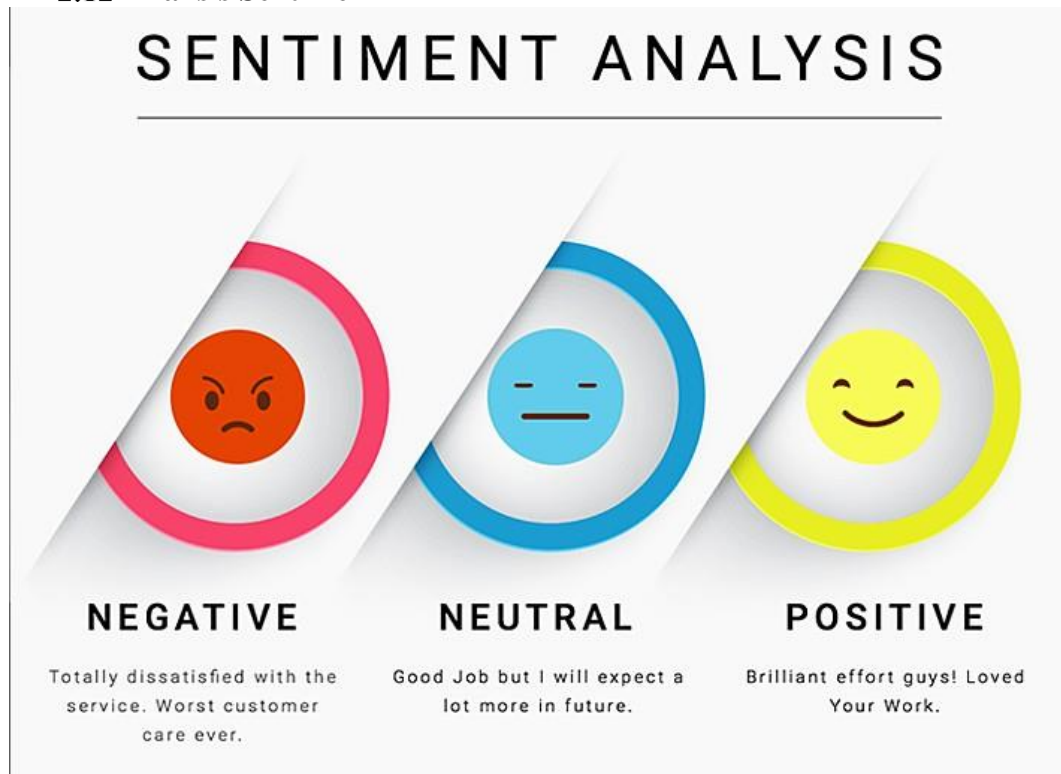 SENTIMENT ANALYSIS
NEGATIVE
Totally dissatisfied with the
service. Worst customer
care ever.
NEUTRAL
Good Job but I will expect a
lot more in future.
POSITIVE
Brilliant effort guys! Loved
Your Work.